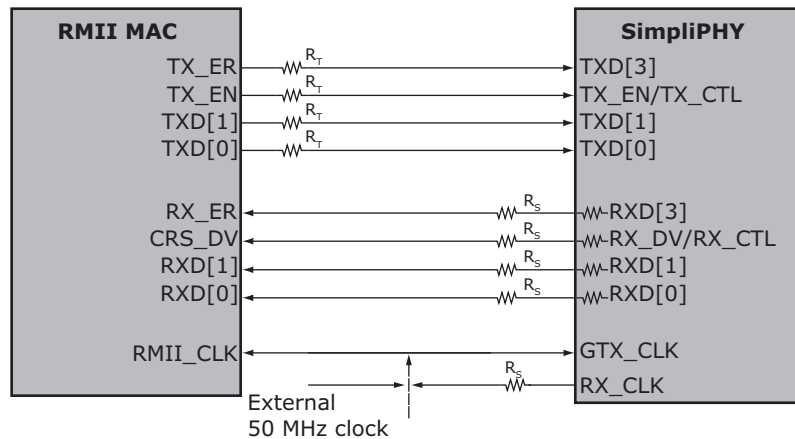 RMII MAC
SimpliPHY
TX_ER
R_T
TXD[3]
TX_EN
R_T
TX_EN/TX_CTL
TXD[1]
R_T
TXD[1]
TXD[0]
R_T
TXD[0]
RX_ER
R_S
RXD[3]
CRS_DV
R_S
RX_DV/RX_CTL
RXD[1]
R_S
RXD[1]
RXD[0]
R_S
RXD[0]
RMII_CLK
GTX_CLK
R_S
RX_CLK
External
50 MHz clock